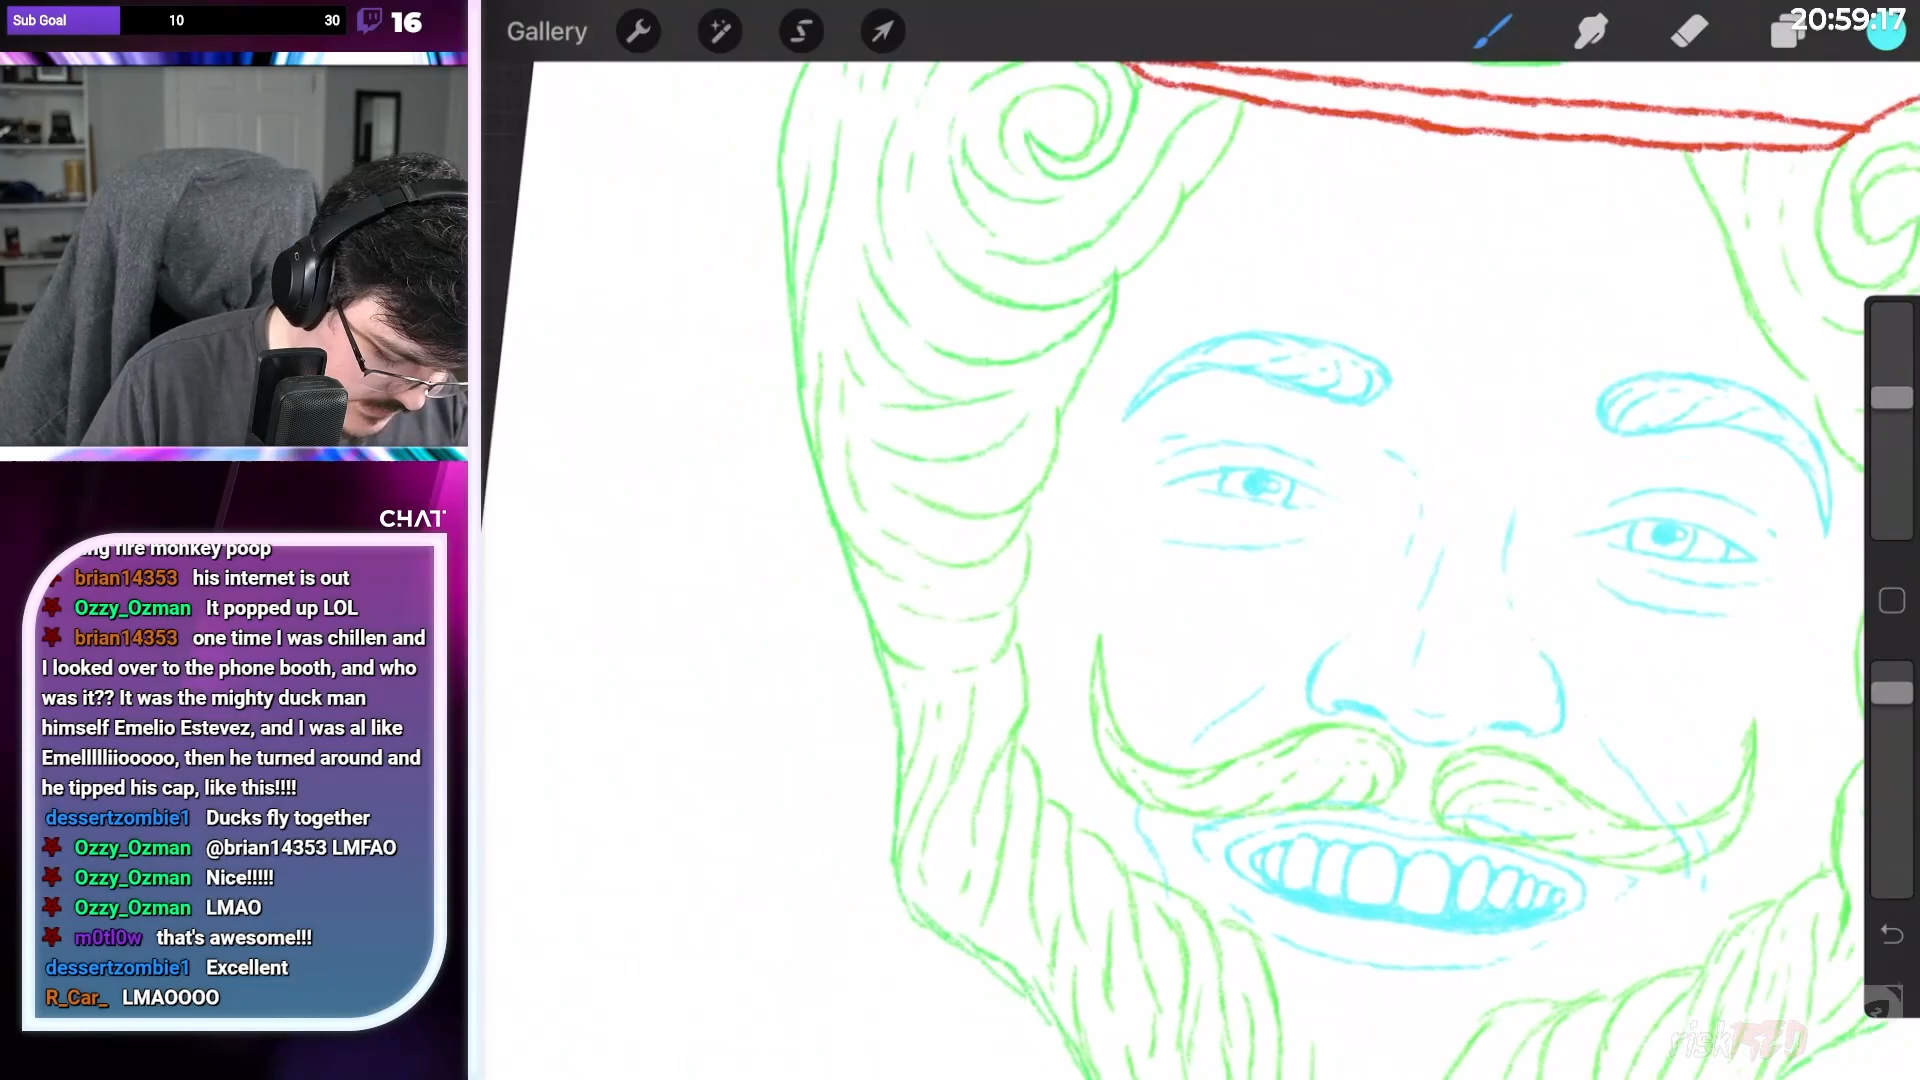 Sub Goal 10 30 16
Gallery
20:59:17
CHAT
fire monkey poop
brian14353 his internet is out
Ozzy_Ozman It popped up LOL
brian14353 one time I was chillen and
I looked over to the phone booth, and who
was it?? It was the mighty duck man
himself Emelio Estevez, and I was al like
Emellllliiooooo, then he turned around and
he tipped his cap, like this!!!!
dessertzombie1 Ducks fly together
Ozzy_Ozman @brian14353 LMFAO
Ozzy_Ozman Nice!!!!!
Ozzy_Ozman LMAO
m0tl0w that's awesome!!!
dessertzombie1 Excellent
R_Car_ LMAOOOO
riskRED